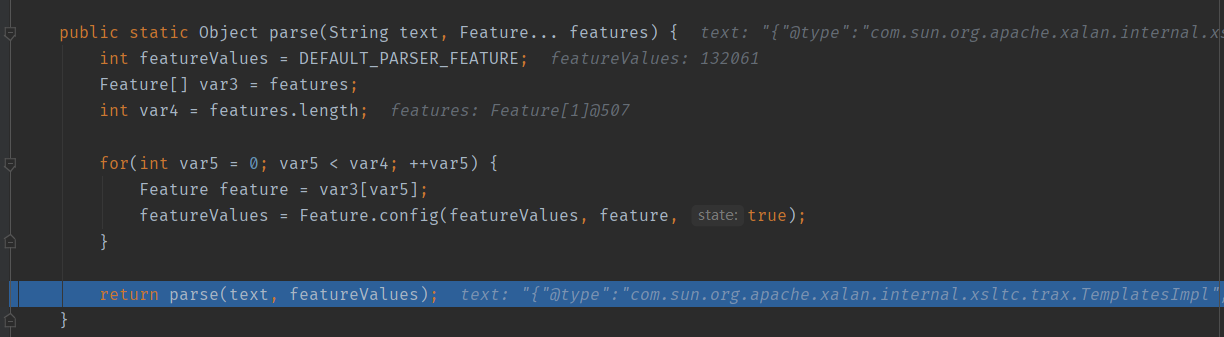 public static Object parse(String text, Feature... features) {  text: "{"@type":"com.sun.org.apache.xalan.internal.xs
int featureValues = DEFAULT_PARSER_FEATURE;  featureValues: 132061
Feature[] var3 = features;
int var4 = features.length;  features: Feature[1]@507
for(int var5 = 0; var5 < var4; ++var5) {
Feature feature = var3[var5];
featureValues = Feature.config(featureValues, feature, state: true);
}
return parse(text, featureValues);  text: "{"@type":"com.sun.org.apache.xalan.internal.xsltc.trax.TemplatesImpl",
}